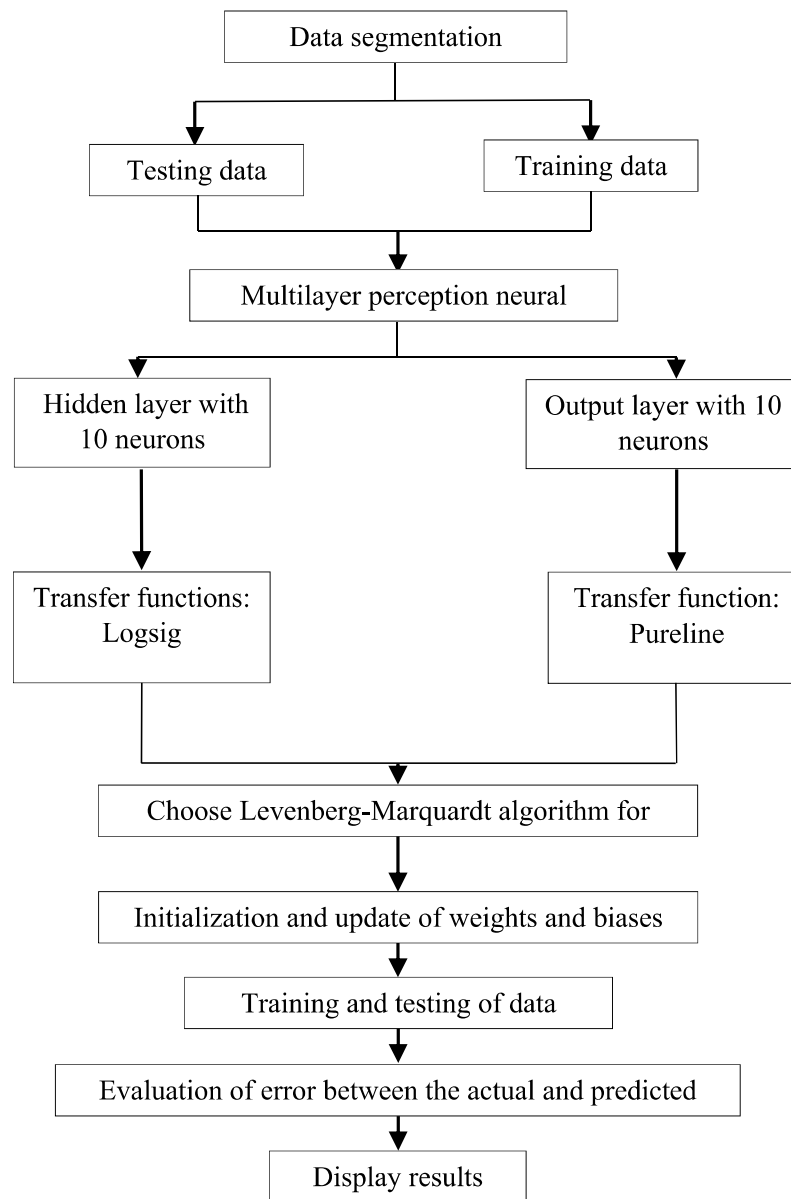 Data segmentation
Testing data
Training data
Multilayer perception neural
Hidden layer with
10 neurons
Output layer with 10
neurons
Transfer functions:
Logsig
Transfer function:
Pureline
Choose Levenberg-Marquardt algorithm for
Initialization and update of weights and biases
Training and testing of data
Evaluation of error between the actual and predicted
Display results